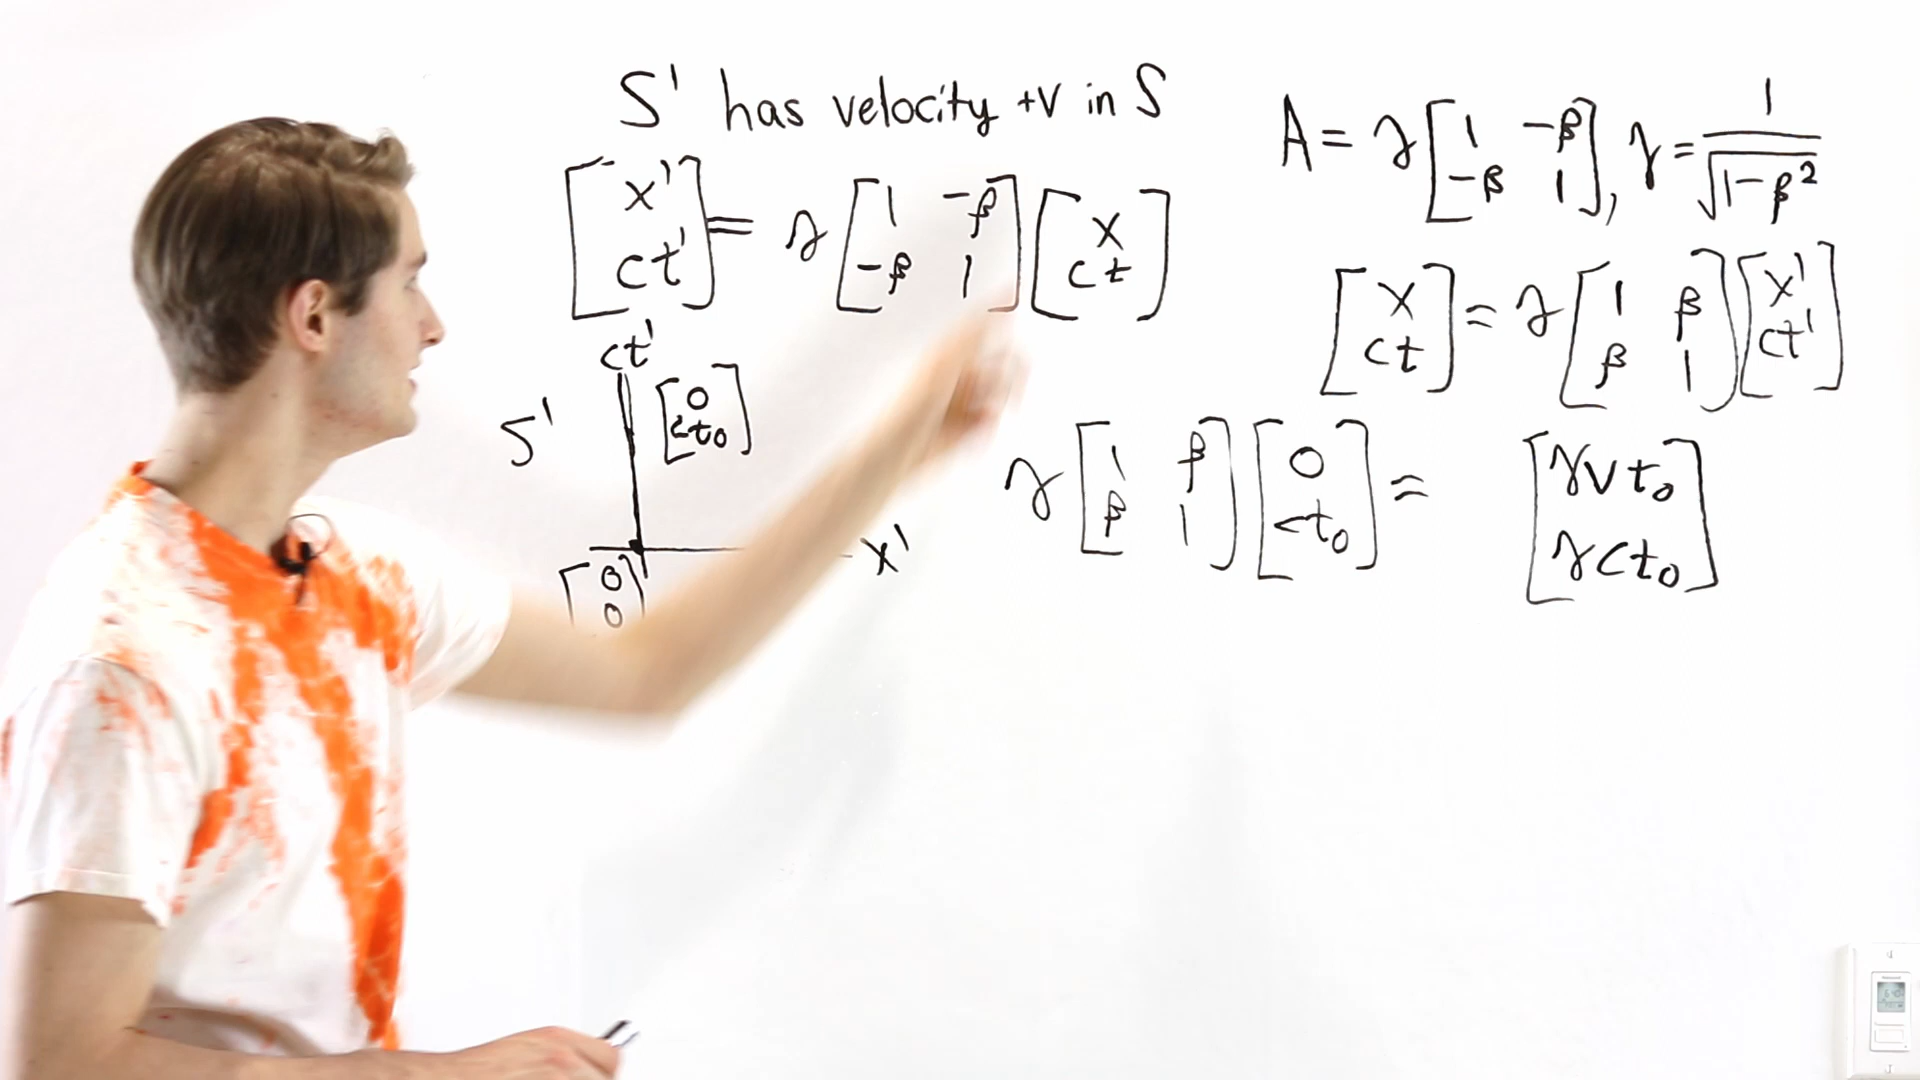 S' has velocity +v in S
[x' ct'] = γ [1 -β -β 1] [x ct]
A = γ [1 -β -β 1], γ = 1/√(1-β²)
[x ct] = γ [1 β β 1] [x' ct']
ct'
S'
[0 ct₀]
x'
[0 0]
γ [1 β β 1] [0 ct₀] = [γvt₀ γct₀]